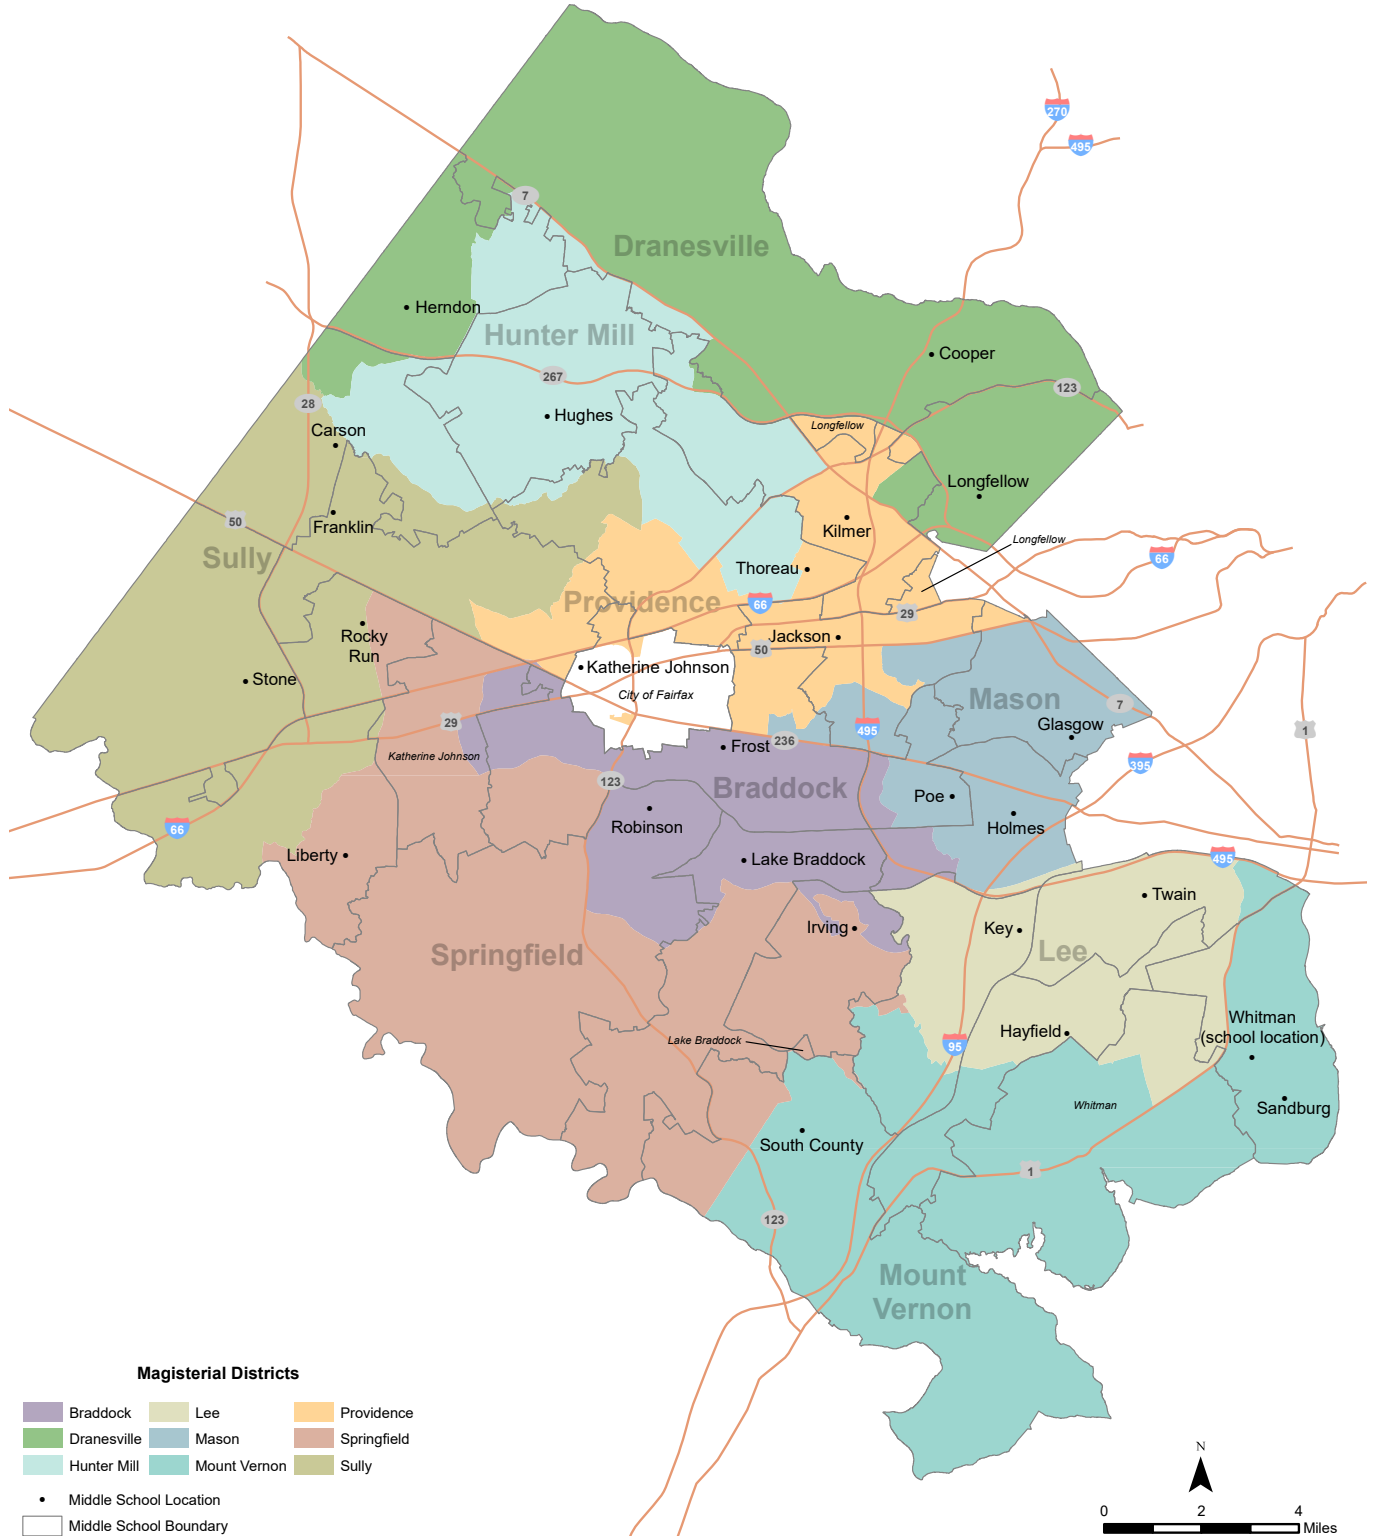 270
495
7
Dranesville
Herndon
Hunter Mill
Cooper
267
123
28
Hughes
Longfellow
Carson
Longfellow
50
Franklin
Kilmer
Longfellow
Sully
66
Thoreau
Providence
66
29
Rocky
Run
Jackson
50
Katherine Johnson
Stone
City of Fairfax
Mason
7
29
495
Glasgow
1
Frost
236
Katherine Johnson
395
123
Braddock
Poe
66
Robinson
Holmes
Liberty
Lake Braddock
495
Twain
Irving
Key
Springfield
Lee
Whitman
(school location)
Hayfield
Lake Braddock
95
Whitman
Sandburg
South County
1
123
Mount
Vernon
Magisterial Districts
Braddock
Lee
Providence
Dranesville
Mason
Springfield
Hunter Mill
Mount Vernon
Sully
Middle School Location
Middle School Boundary
N
0 2 4
Miles